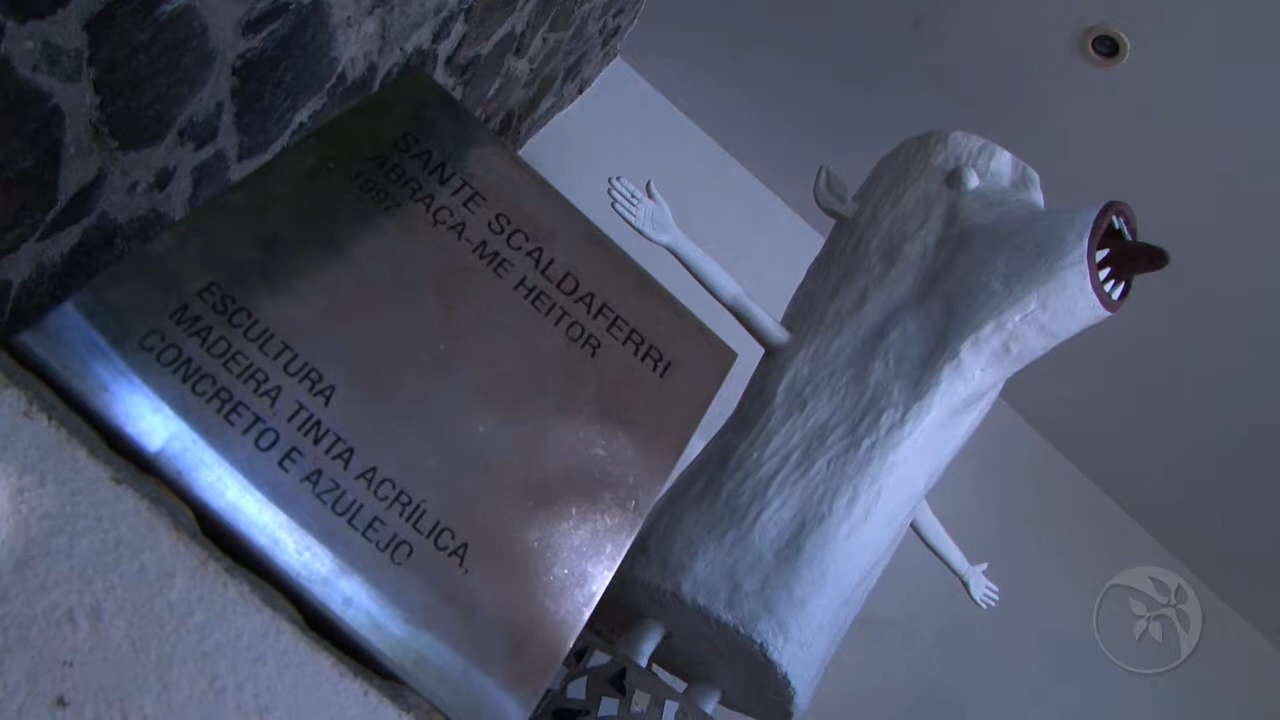 SANTE SCALDAFERRI
ABRAÇA-ME HEITOR
1997
ESCULTURA
MADEIRA, TINTA ACRÍLICA,
CONCRETO E AZULEJO